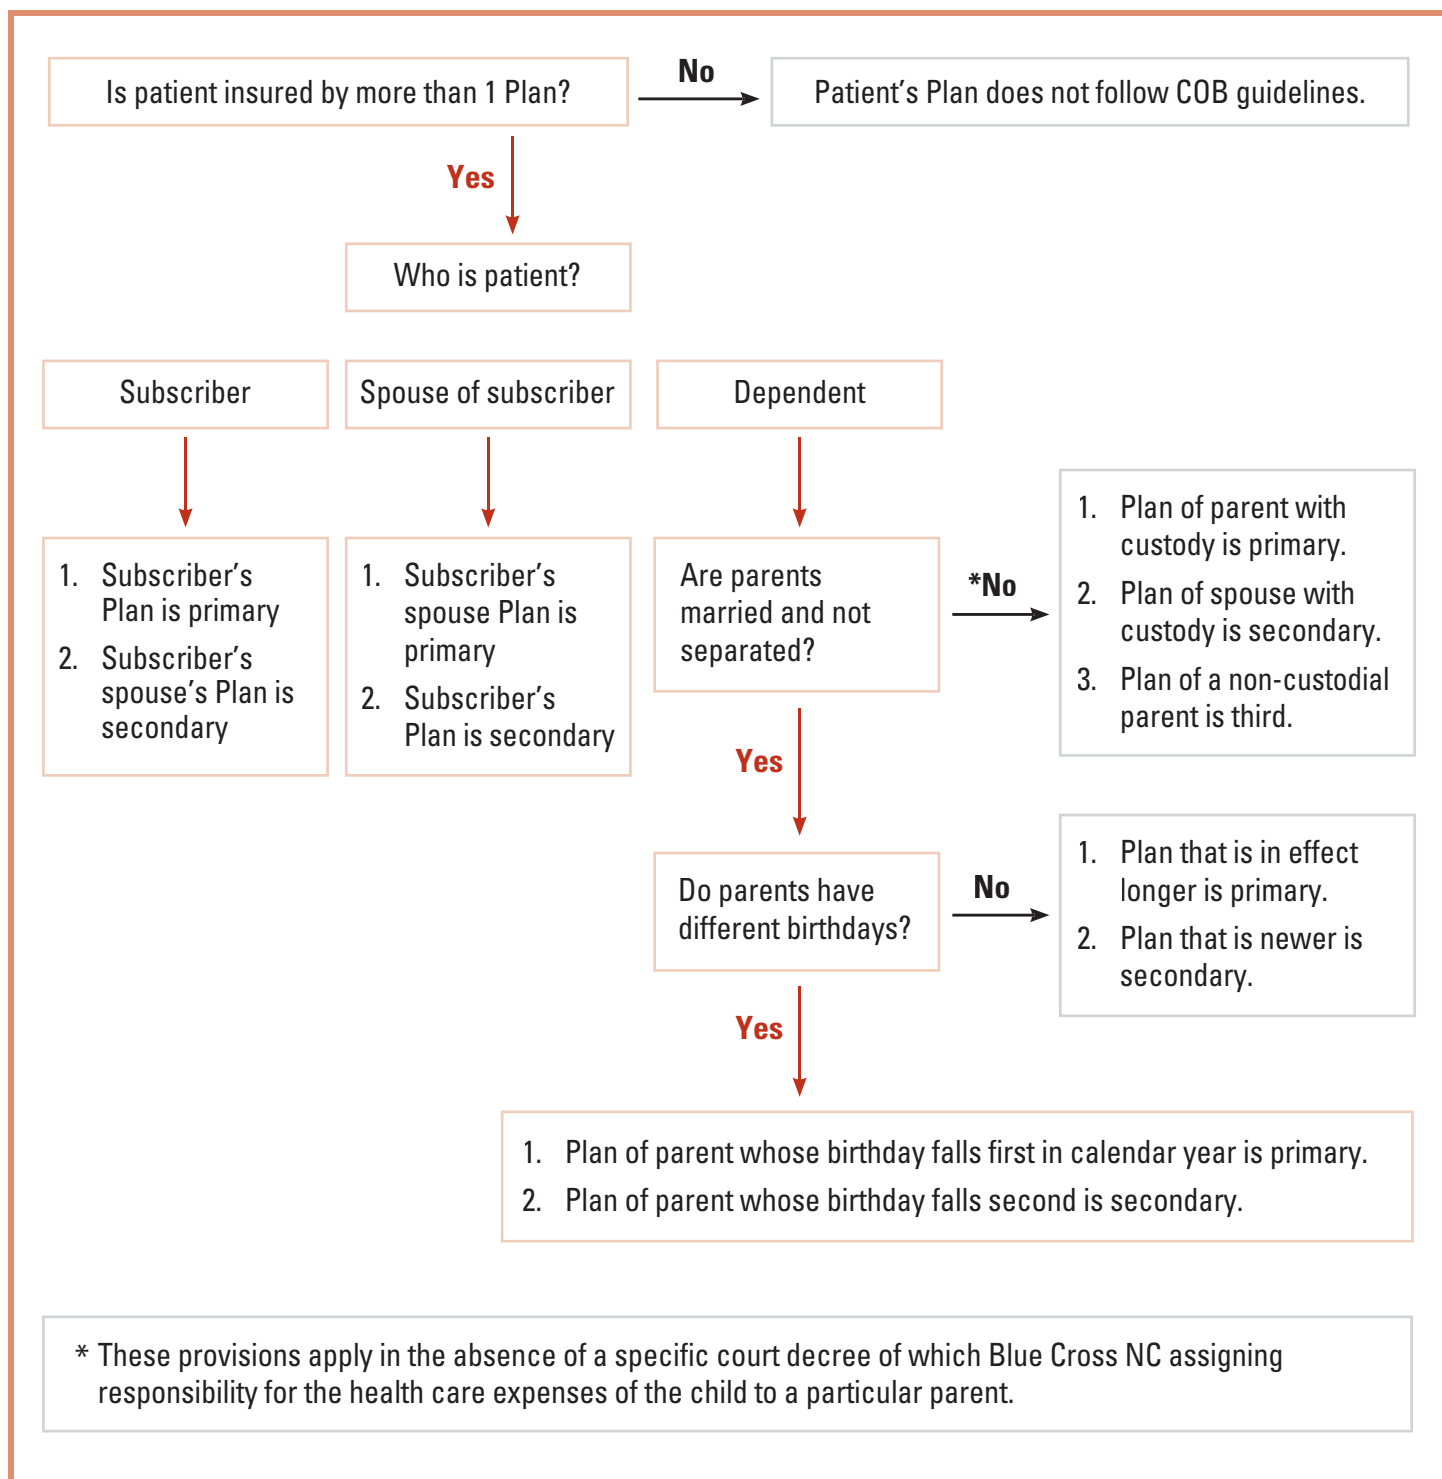 Is patient insured by more than 1 Plan?
No
Patient's Plan does not follow COB guidelines.
Yes
Who is patient?
Subscriber
Spouse of subscriber
Dependent
1. Subscriber's
Plan is primary
2. Subscriber's
spouse's Plan is
secondary
1. Subscriber's
spouse Plan is
primary
2. Subscriber's
Plan is secondary
Are parents
married and not
separated?
*No
1. Plan of parent with
custody is primary.
2. Plan of spouse with
custody is secondary.
3. Plan of a non-custodial
parent is third.
Yes
Do parents have
different birthdays?
No
1. Plan that is in effect
longer is primary.
2. Plan that is newer is
secondary.
Yes
1. Plan of parent whose birthday falls first in calendar year is primary.
2. Plan of parent whose birthday falls second is secondary.
* These provisions apply in the absence of a specific court decree of which Blue Cross NC assigning
responsibility for the health care expenses of the child to a particular parent.